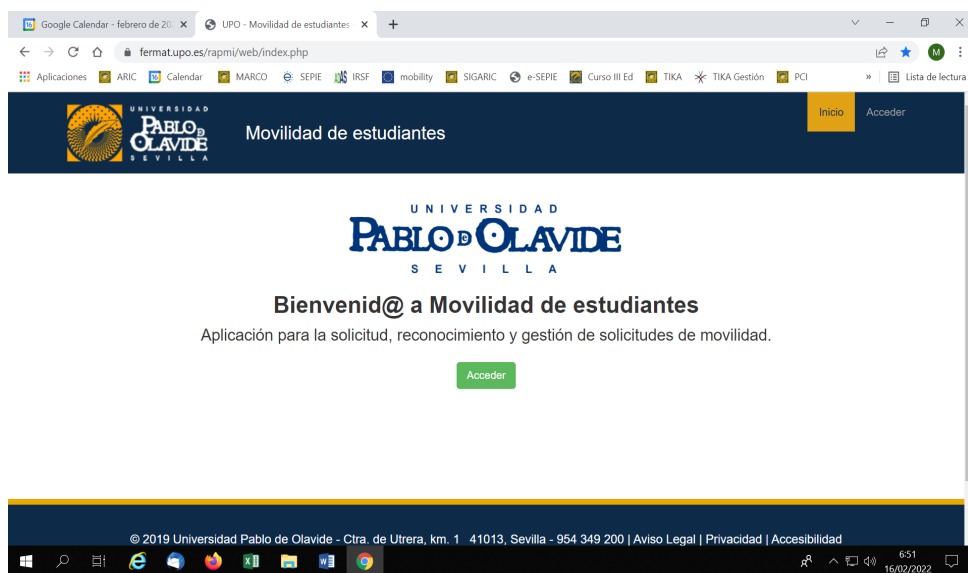 Google Calendar - febrero de 20
UPO - Movilidad de estudiantes
fermat.upo.es/rapmi/web/index.php
M
Aplicaciones ARIC 16 Calendar MARCO SEPIE IRSF mobility SIGARIC e-SEPIE Curso III Ed TIKA TIKA Gestión PCI » Lista de lectura
UNIVERSIDAD
PABLO DE
OLAVIDE
SEVILLA
Movilidad de estudiantes
Inicio Acceder
UNIVERSIDAD
PABLO DE OLAVIDE
SEVILLA
Bienvenid@ a Movilidad de estudiantes
Aplicación para la solicitud, reconocimiento y gestión de solicitudes de movilidad.
Acceder
© 2019 Universidad Pablo de Olavide - Ctra. de Utrera, km. 1 41013, Sevilla - 954 349 200 | Aviso Legal | Privacidad | Accesibilidad
6:51
16/02/2022